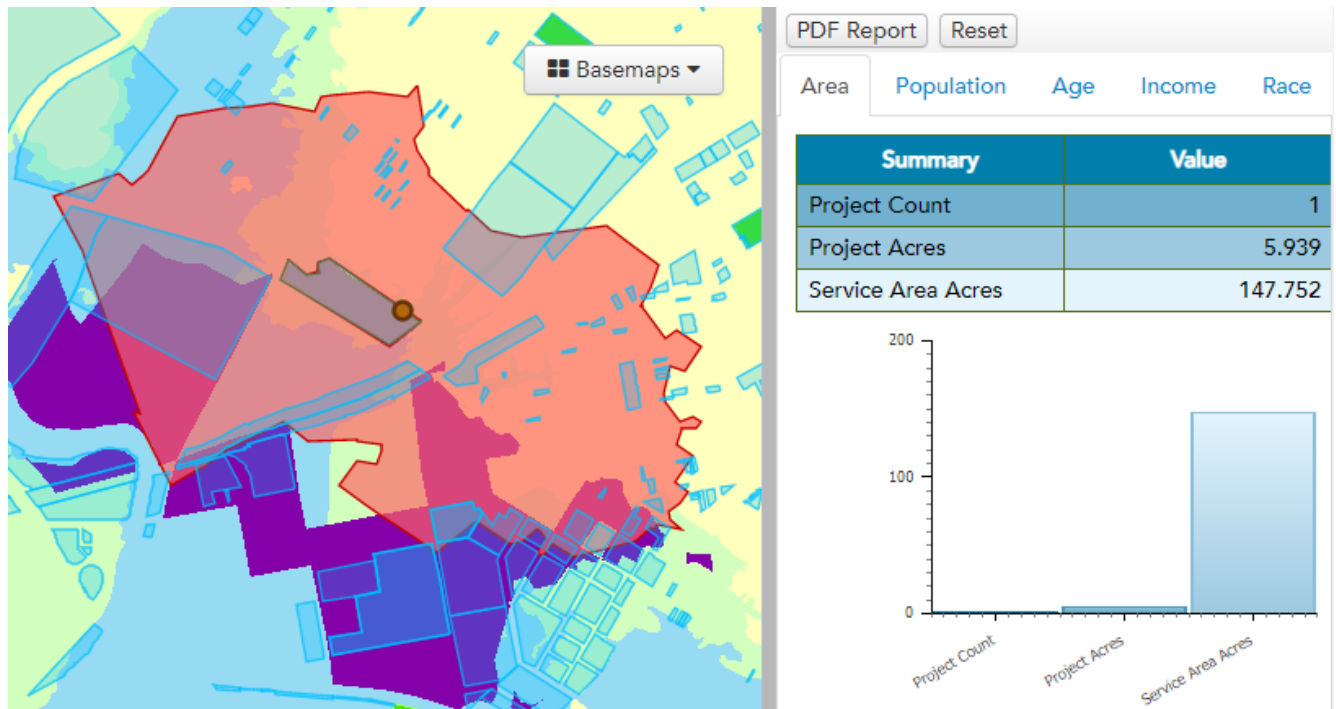 Basemaps
PDF Report Reset
Area Population Age Income Race
Summary Value
Project Count 1
Project Acres 5.939
Service Area Acres 147.752
200
100
0
Project Count Project Acres Service Area Acres